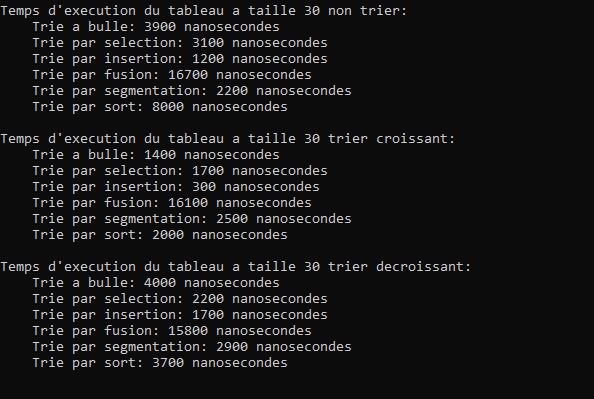 Temps d'execution du tableau a taille 30 non trier:
Trie a bulle: 3900 nanosecondes
Trie par selection: 3100 nanosecondes
Trie par insertion: 1200 nanosecondes
Trie par fusion: 16700 nanosecondes
Trie par segmentation: 2200 nanosecondes
Trie par sort: 8000 nanosecondes
Temps d'execution du tableau a taille 30 trier croissant:
Trie a bulle: 1400 nanosecondes
Trie par selection: 1700 nanosecondes
Trie par insertion: 300 nanosecondes
Trie par fusion: 16100 nanosecondes
Trie par segmentation: 2500 nanosecondes
Trie par sort: 2000 nanosecondes
Temps d'execution du tableau a taille 30 trier decroissant:
Trie a bulle: 4000 nanosecondes
Trie par selection: 2200 nanosecondes
Trie par insertion: 1700 nanosecondes
Trie par fusion: 15800 nanosecondes
Trie par segmentation: 2900 nanosecondes
Trie par sort: 3700 nanosecondes